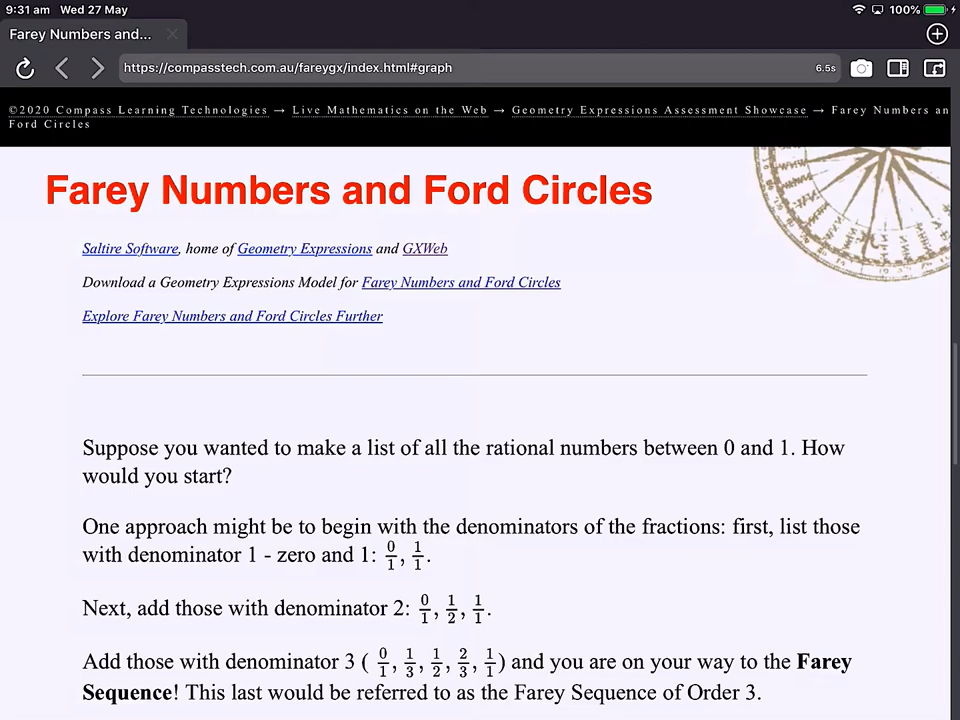 9:31 am Wed 27 May 100%
Farey Numbers and...
https://compasstech.com.au/fareygx/index.html#graph 6.5s
©2020 Compass Learning Technologies → Live Mathematics on the Web → Geometry Expressions Assessment Showcase → Farey Numbers an
Ford Circles
Farey Numbers and Ford Circles
Saltire Software, home of Geometry Expressions and GXWeb
Download a Geometry Expressions Model for Farey Numbers and Ford Circles
Explore Farey Numbers and Ford Circles Further
Suppose you wanted to make a list of all the rational numbers between 0 and 1. How
would you start?
One approach might be to begin with the denominators of the fractions: first, list those
with denominator 1 - zero and 1: 0/1, 1/1.
Next, add those with denominator 2: 0/1, 1/2, 1/1.
Add those with denominator 3 ( 0/1, 1/3, 1/2, 2/3, 1/1) and you are on your way to the Farey
Sequence! This last would be referred to as the Farey Sequence of Order 3.